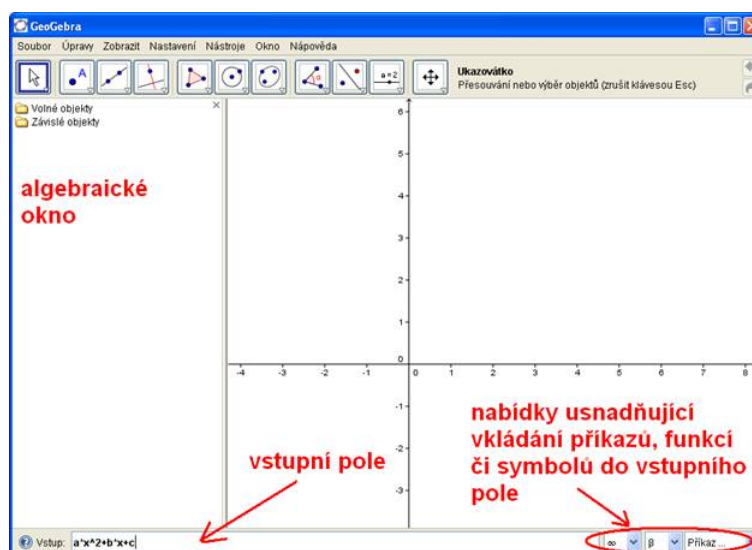 GeoGebra
Soubor Úpravy Zobrazit Nastavení Nástroje Okno Nápověda
A
a=2
Ukazovátko
Přesouvání nebo výběr objektů (zrušit klávesou Esc)
Volné objekty
Závislé objekty
algebraické
okno
6
5
4
3
2
1
0
-4 -3 -2 -1 0 1 2 3 4 5 6 7 8
-1
-2
-3
vstupní pole
nabídky usnadňující
vkládání příkazů, funkcí
či symbolů do vstupního
pole
Vstup: a*x^2+b*x+c
∞ β Příkaz ...